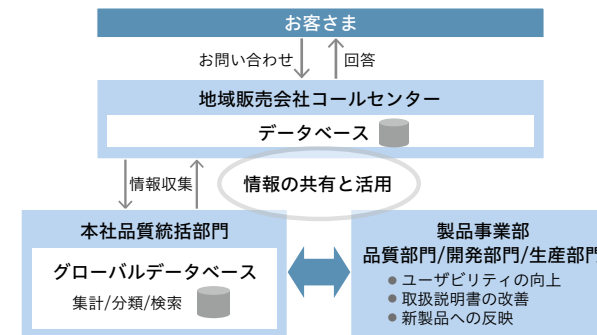 お客さま
お問い合わせ
回答
地域販売会社コールセンター
データベース
情報収集
情報の共有と活用
本社品質統括部門
グローバルデータベース
集計/分類/検索
製品事業部
品質部門/開発部門/生産部門
● ユーザビリティの向上
● 取扱説明書の改善
● 新製品への反映